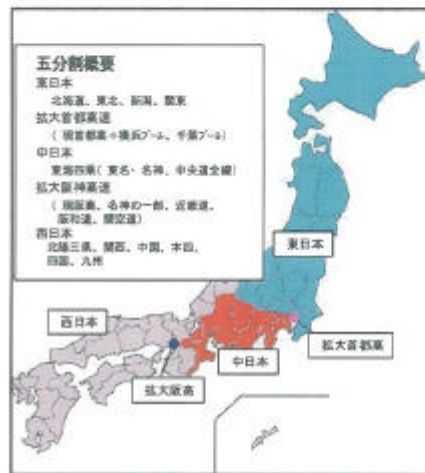 五分割概要
東日本
北海道、東北、新潟、関東
拡大首都高速
(現首都高+横浜プール、千葉プール)
中日本
東海四県(東名・名神、中央道全線)
拡大阪神高速
(現阪高、名神の一部、近畿道、
阪和道、関空道)
西日本
北陸三県、関西、中国、本四、
四国、九州
東日本
西日本
拡大首都高
中日本
拡大阪高